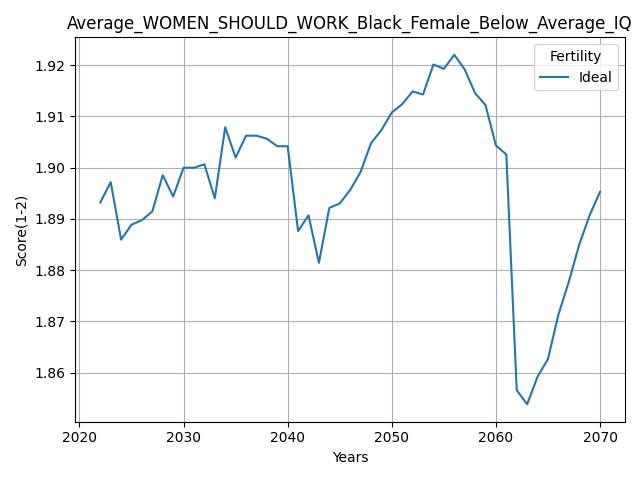 Average_WOMEN_SHOULD_WORK_Black_Female_Below_Average_IQ
Fertility
Ideal
1.92
1.91
1.90
1.89
1.88
1.87
1.86
Score(1-2)
2020 2030 2040 2050 2060 2070
Years